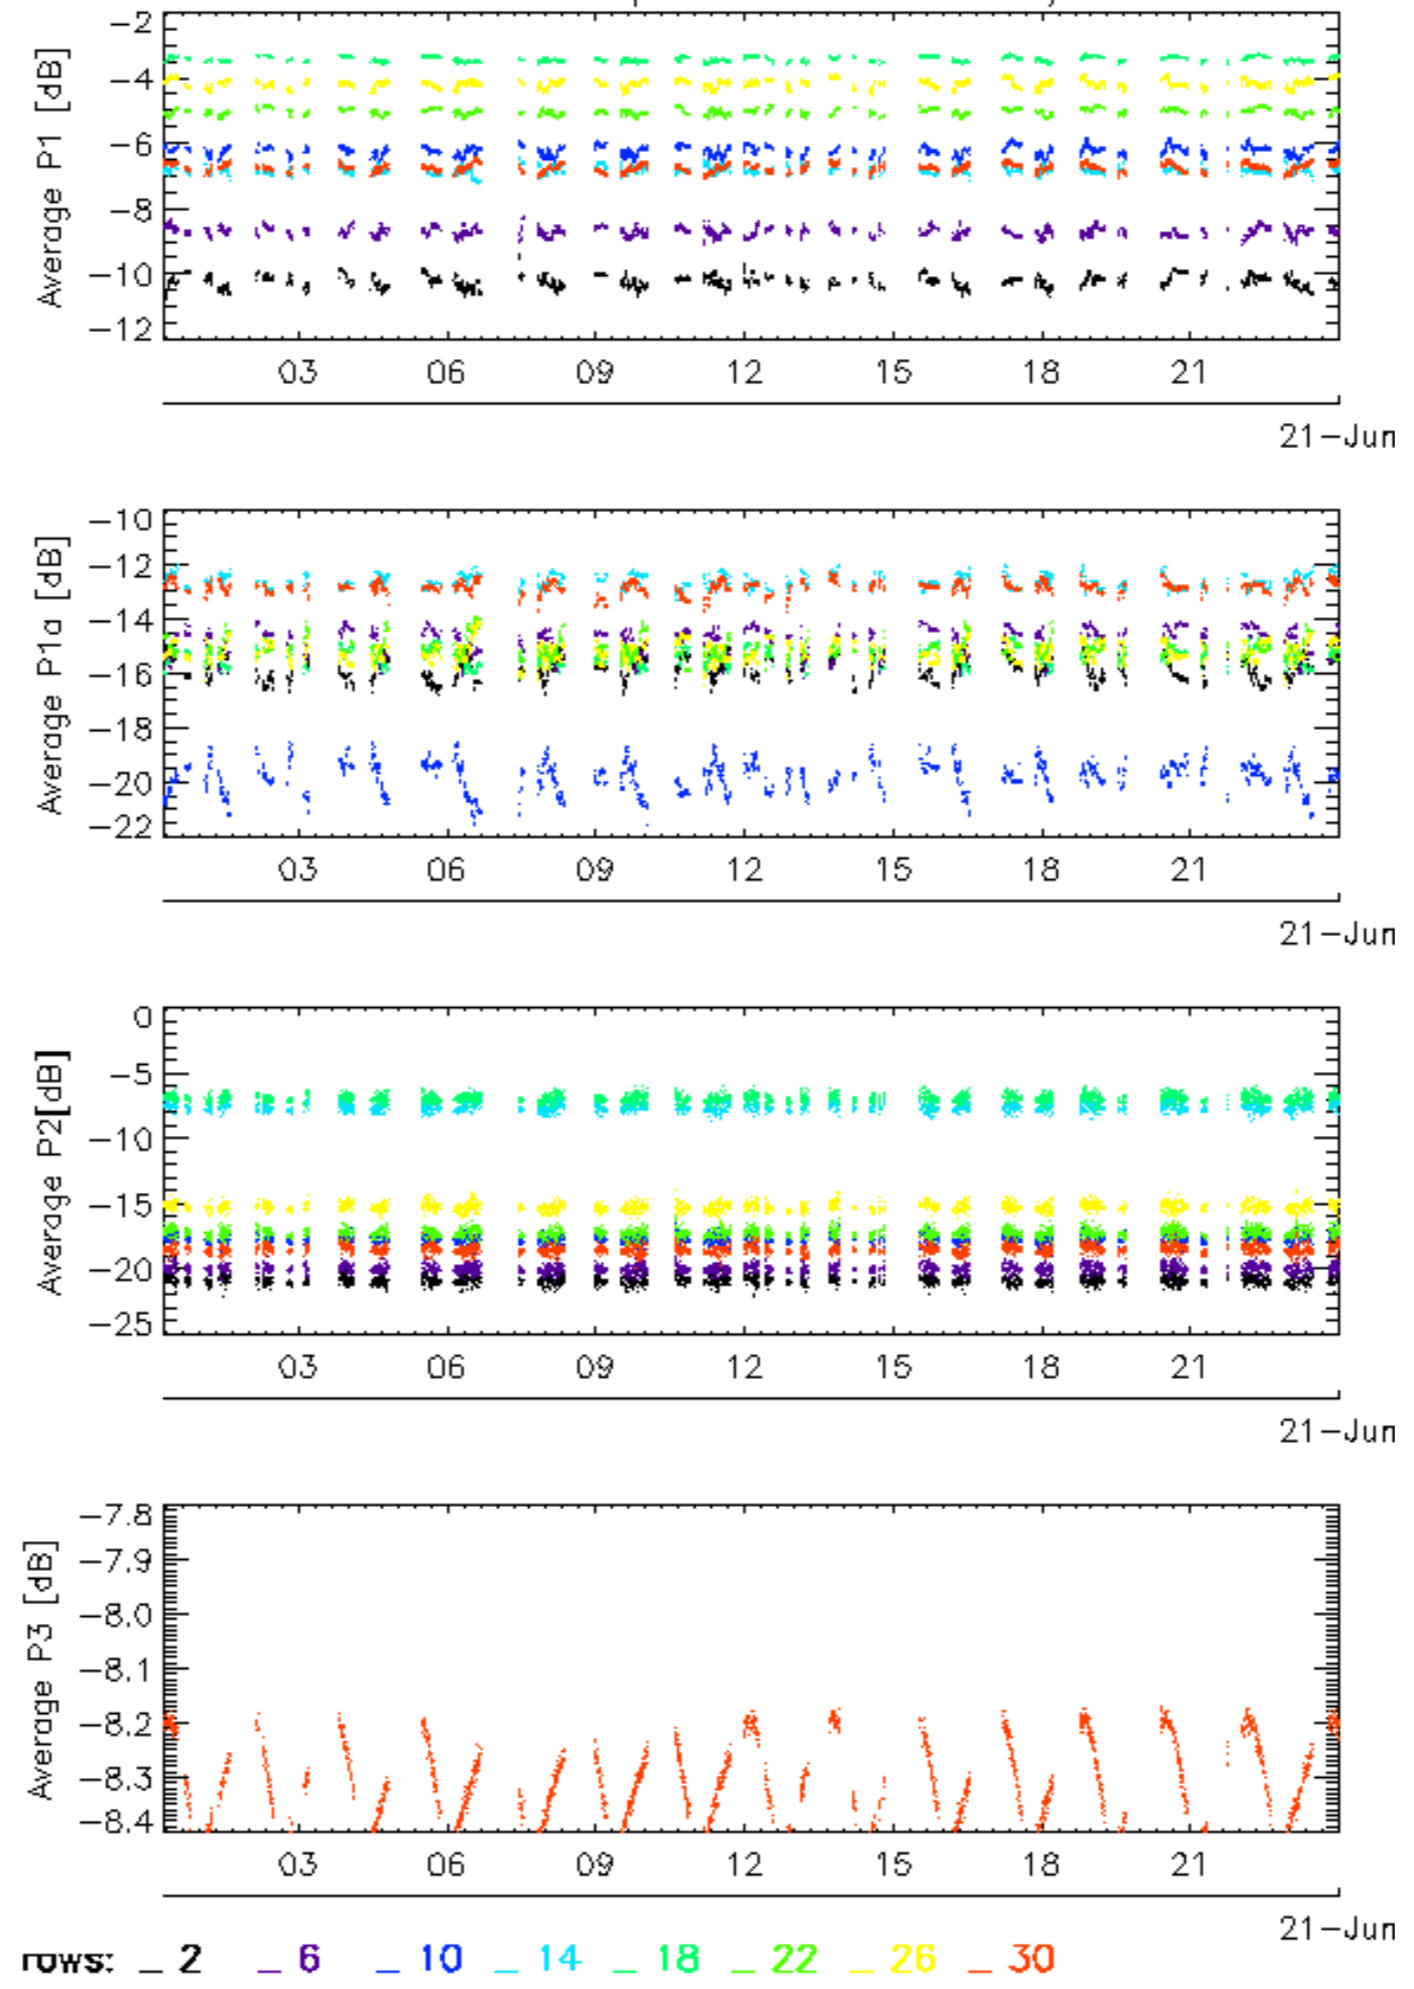 Average P1 [dB]
-2
-4
-6
-8
-10
-12
03 06 09 12 15 18 21
21-Jun
Average P1a [dB]
-10
-12
-14
-16
-18
-20
-22
03 06 09 12 15 18 21
21-Jun
Average P2[dB]
0
-5
-10
-15
-20
-25
03 06 09 12 15 18 21
21-Jun
Average P3 [dB]
-7.8
-7.9
-8.0
-8.1
-8.2
-8.3
-8.4
03 06 09 12 15 18 21
21-Jun
rows: _ 2 _ 6 _ 10 _ 14 _ 18 _ 22 _ 26 _ 30